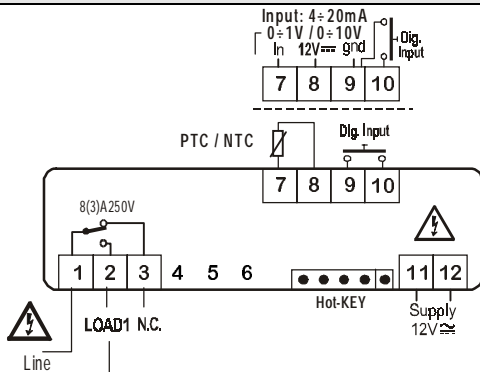 Input: 4÷20mA
0÷1V / 0÷10V
In 12V⎓ gnd
Dig.
Input
7 8 9 10
PTC / NTC
Dig. Input
7 8 9 10
8(3)A250V
1 2 3 4 5 6
11 12
Hot-KEY
LOAD1 N.C.
Supply
12V≂
Line